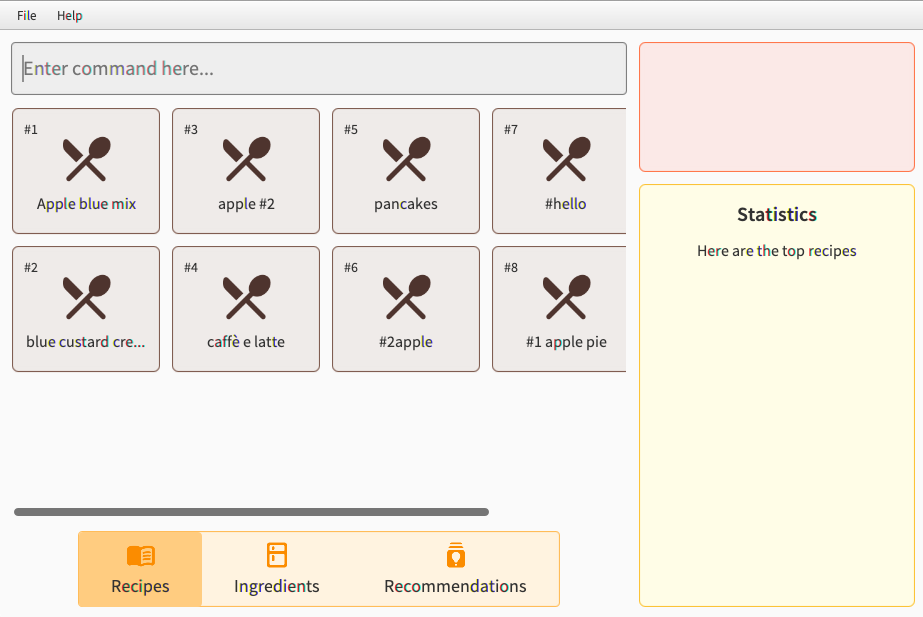 File Help
Enter command here...
#1
Apple blue mix
#3
apple #2
#5
pancakes
#7
#hello
#2
blue custard cre...
#4
caffè e latte
#6
#2apple
#8
#1 apple pie
Recipes
Ingredients
Recommendations
Statistics
Here are the top recipes